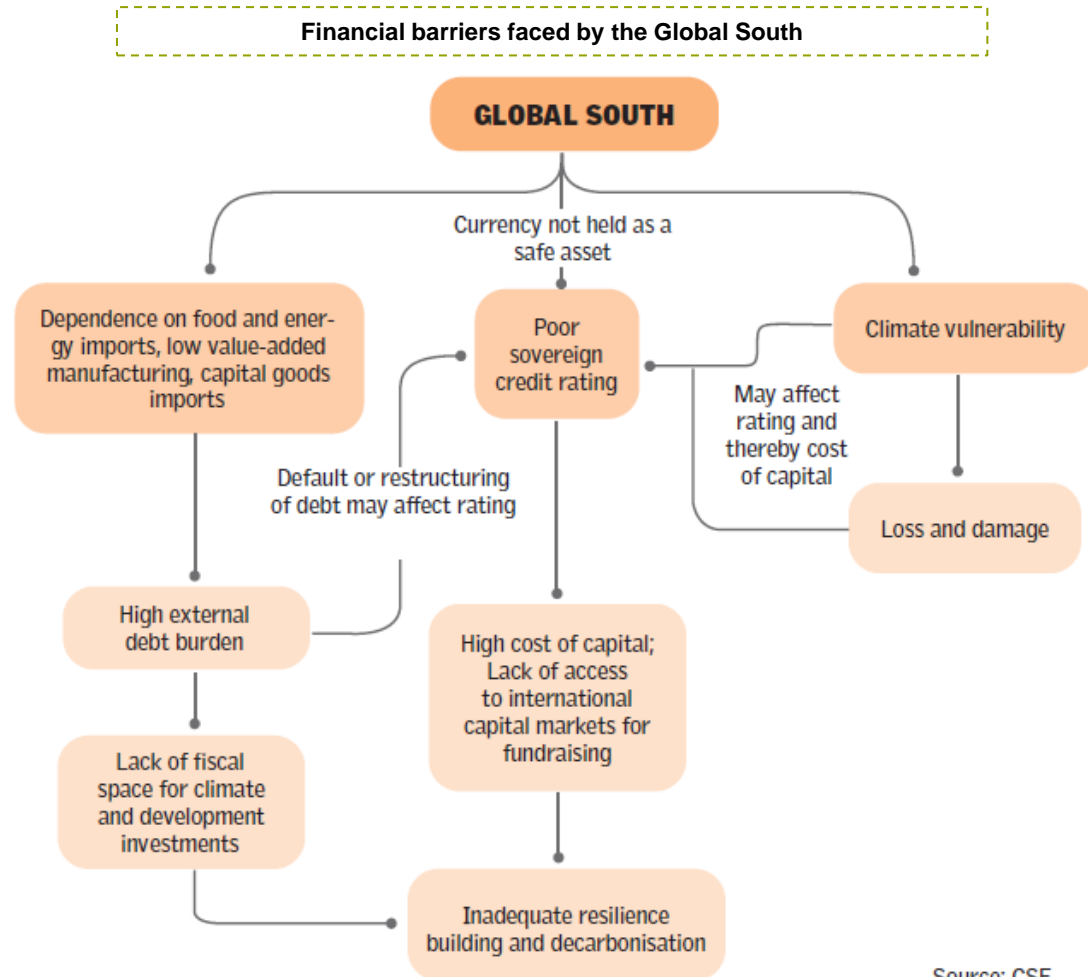 Financial barriers faced by the Global South
GLOBAL SOUTH
Currency not held as a
safe asset
Dependence on food and ener-
gy imports, low value-added
manufacturing, capital goods
imports
Poor
sovereign
credit rating
Climate vulnerability
May affect
rating and
thereby cost
of capital
Default or restructuring
of debt may affect rating
Loss and damage
High external
debt burden
High cost of capital;
Lack of access
to international
capital markets for
fundraising
Lack of fiscal
space for climate
and development
investments
Inadequate resilience
building and decarbonisation
Source: CSE